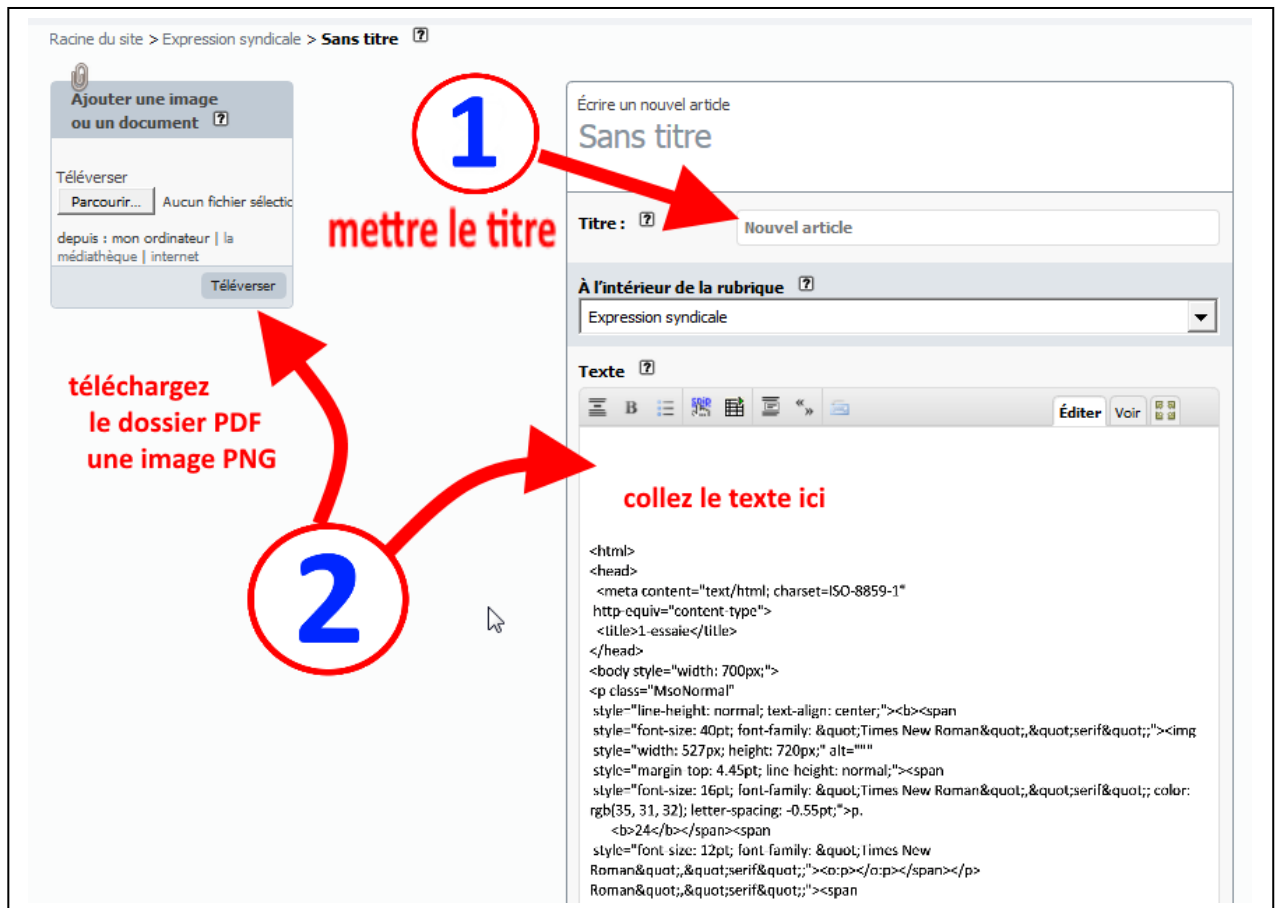 Racine du site > Expression syndicale > Sans titre ?
Ajouter une image
ou un document ?
Téléverser
Parcourir... Aucun fichier sélectio
depuis : mon ordinateur | la
médiathèque | internet
Téléverser
1
mettre le titre
Écrire un nouvel article
Sans titre
Titre : ?
Nouvel article
À l'intérieur de la rubrique ?
Expression syndicale
Texte ?
B «» Éditer Voir
téléchargez
le dossier PDF
une image PNG
2
collez le texte ici
<html>
<head>
<meta content="text/html; charset=ISO-8859-1"
http-equiv="content-type">
<title>1-essaie</title>
</head>
<body style="width: 700px;">
<p class="MsoNormal"
style="line-height: normal; text-align: center;"><b><span
style="font-size: 40pt; font-family: &quot;Times New Roman&quot;,&quot;serif&quot;;"><img
style="width: 527px; height: 720px;" alt="""
style="margin-top: 4.45pt; line-height: normal;"><span
style="font-size: 16pt; font-family: &quot;Times New Roman&quot;,&quot;serif&quot;; color:
rgb(35, 31, 32); letter-spacing: -0.55pt;">p.
<b>24</b></span><span
style="font-size: 12pt; font-family: &quot;Times New
Roman&quot;,&quot;serif&quot;;"><o:p></o:p></span></p>
Roman&quot;,&quot;serif&quot;;"><span